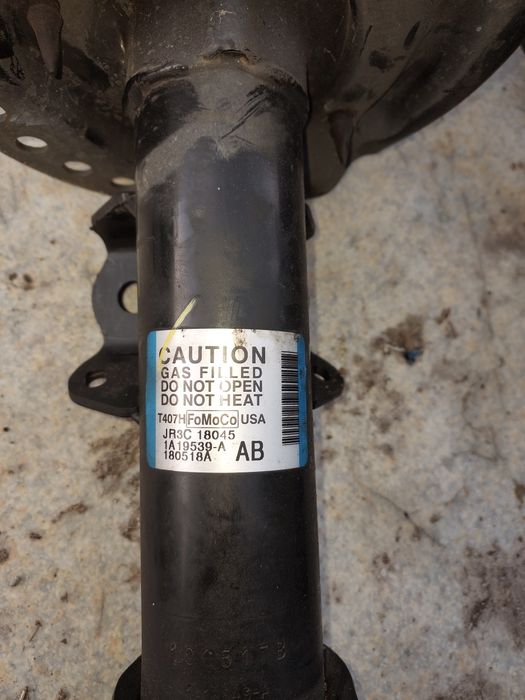 CAUTION
GAS FILLED
DO NOT OPEN
DO NOT HEAT
T407H FoMoCo USA
JR3C 18045
1A19539-A
180518A AB